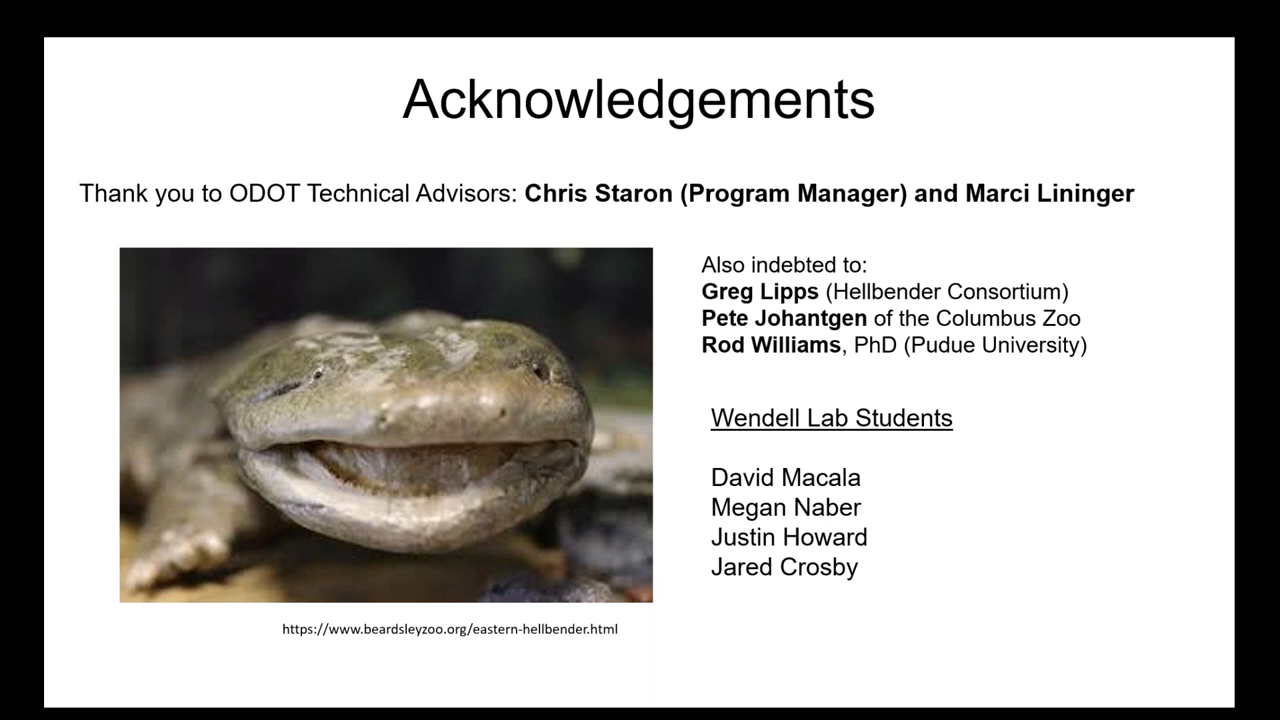 Acknowledgements
Thank you to ODOT Technical Advisors: Chris Staron (Program Manager) and Marci Lininger
Also indebted to:
Greg Lipps (Hellbender Consortium)
Pete Johantgen of the Columbus Zoo
Rod Williams, PhD (Pudue University)
Wendell Lab Students
David Macala
Megan Naber
Justin Howard
Jared Crosby
https://www.beardsleyzoo.org/eastern-hellbender.html